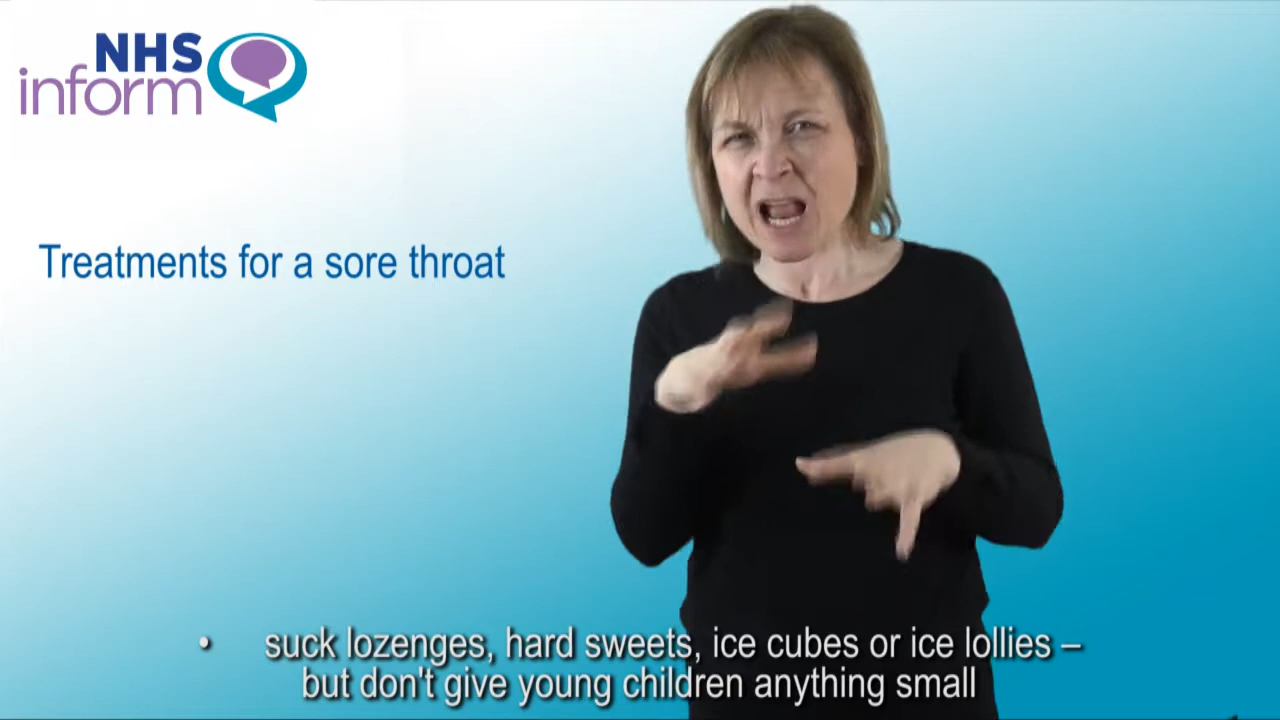 NHS
inform
Treatments for a sore throat
• suck lozenges, hard sweets, ice cubes or ice lollies –
but don't give young children anything small